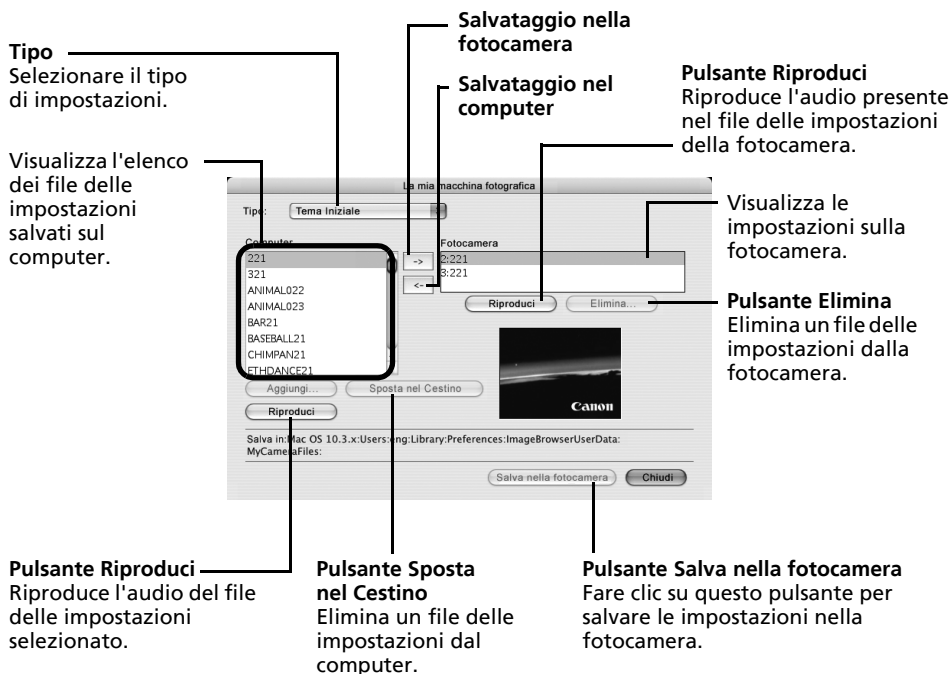 Salvataggio nella
fotocamera
Tipo
Selezionare il tipo
di impostazioni.
Salvataggio nel
computer
Pulsante Riproduci
Riproduce l'audio presente
nel file delle impostazioni
della fotocamera.
Visualizza l'elenco
dei file delle
impostazioni
salvati sul
computer.
La mia macchina fotografica
Tipo:
Tema Iniziale
Computer
221
321
ANIMAL022
ANIMAL023
BAR21
BASEBALL21
CHIMPAN21
FTHDANCE21
->
<-
Fotocamera
2:221
3:221
Riproduci
Elimina...
Visualizza le
impostazioni sulla
fotocamera.
Pulsante Elimina
Elimina un file delle
impostazioni dalla
fotocamera.
Aggiungi...
Sposta nel Cestino
Riproduci
Canon
Salva in:Mac OS 10.3.x:Users:eng:Library:Preferences:ImageBrowserUserData:
MyCameraFiles:
Salva nella fotocamera
Chiudi
Pulsante Riproduci
Riproduce l'audio del file
delle impostazioni
selezionato.
Pulsante Sposta
nel Cestino
Elimina un file delle
impostazioni dal
computer.
Pulsante Salva nella fotocamera
Fare clic su questo pulsante per
salvare le impostazioni nella
fotocamera.